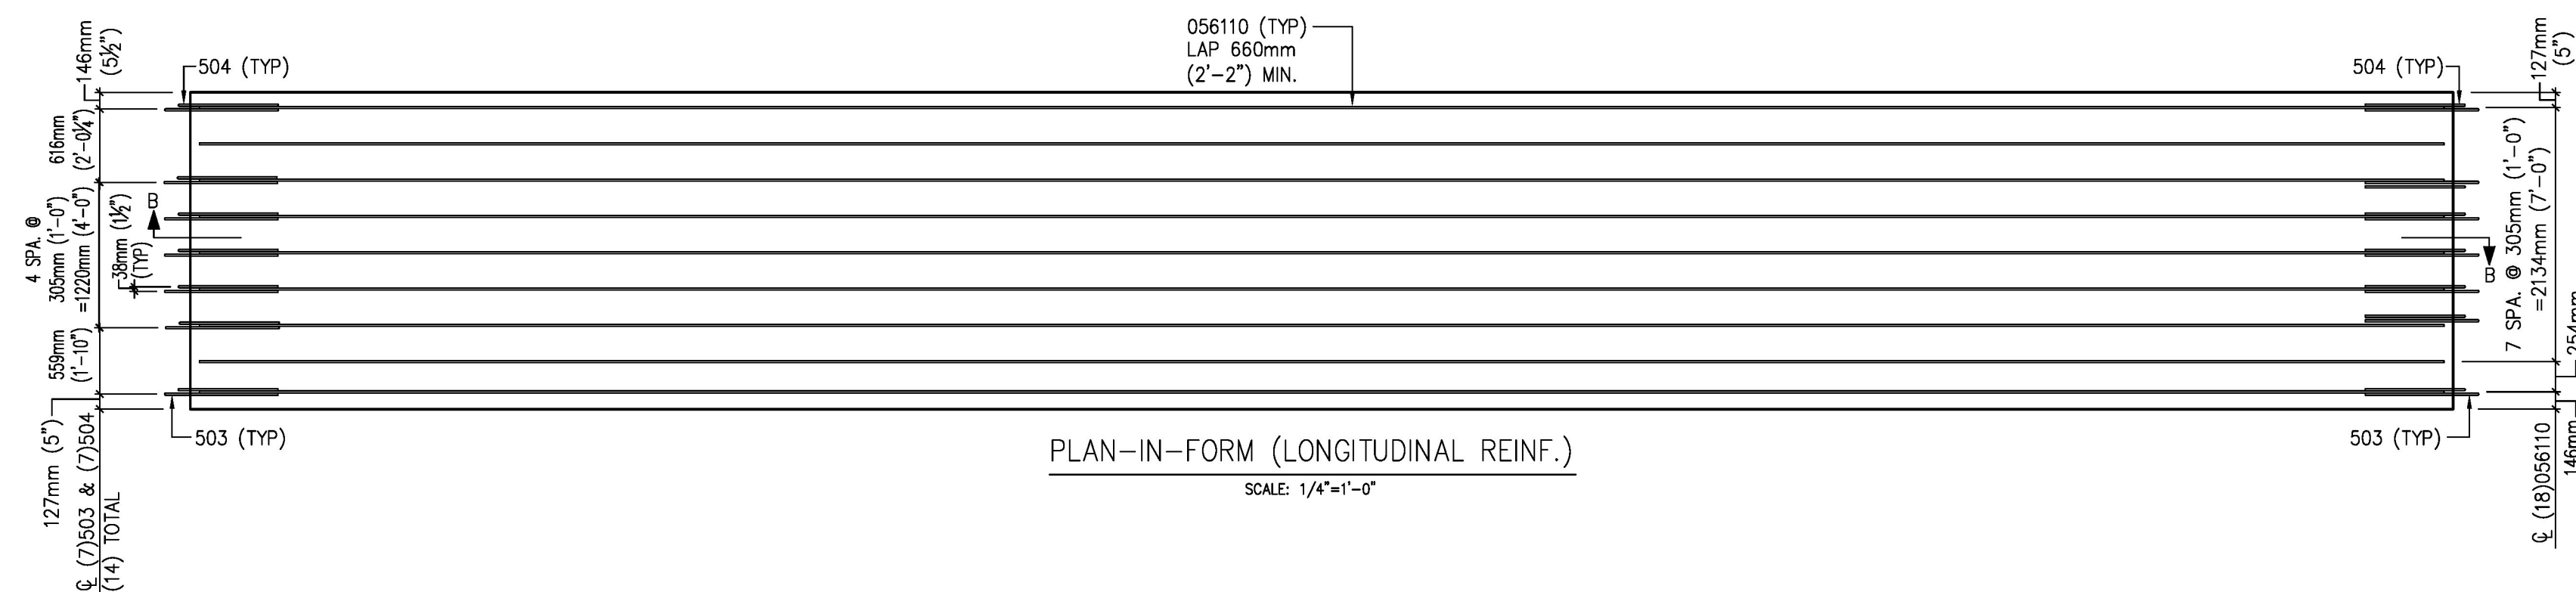 146mm
(5½")
504 (TYP)
616mm
(2'-0¼")
4 SPA. @
305mm (1'-0")
=1220mm (4'-0")
B
38mm (1½")
(TYP)
559mm
(1'-10")
127mm (5")
℄ (7)503 & (7)504
(14) TOTAL
503 (TYP)
056110 (TYP)
LAP 660mm
(2'-2") MIN.
PLAN-IN-FORM (LONGITUDINAL REINF.)
SCALE: 1/4"=1'-0"
504 (TYP)
127mm
(5")
B
7 SPA. @ 305mm (1'-0")
=2134mm (7'-0")
254mm
503 (TYP)
℄ (18)056110
146mm